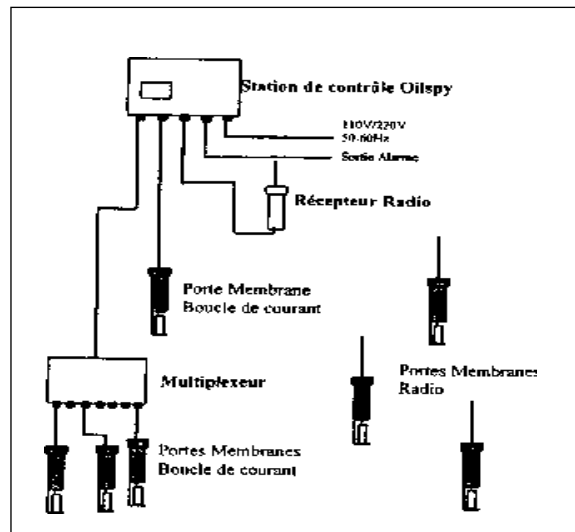 Station de contrôle Oilspy
110V/220V
50-60Hz
Sortie Alarme
Récepteur Radio
Porte Membrane
Boucle de courant
Portes Membranes
Radio
Multiplexeur
Portes Membranes
Boucle de courant